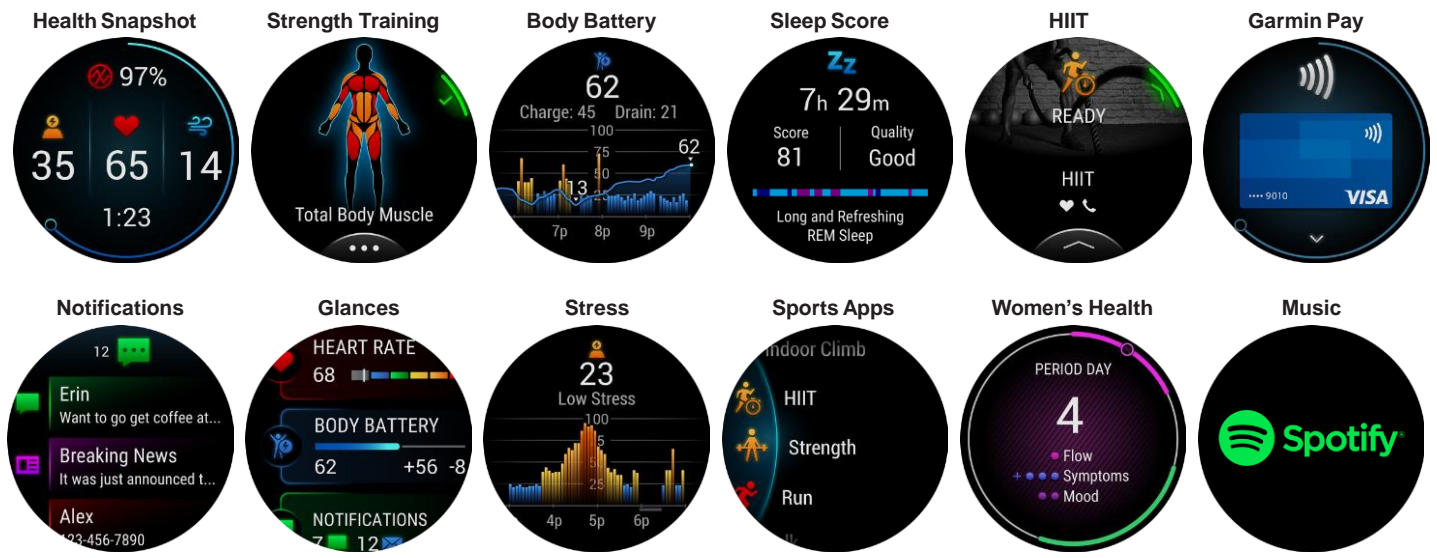 Health Snapshot
97%
35 65 14
1:23
Strength Training
Total Body Muscle
Body Battery
62
Charge: 45 Drain: 21
100
75
62
50
13
25
7p 8p 9p
Sleep Score
Zz
7h 29m
Score Quality
81 Good
Long and Refreshing
REM Sleep
HIIT
READY
HIIT
Garmin Pay
•••• 9010
VISA
Notifications
12
Erin
Want to go get coffee at...
Breaking News
It was just announced t...
Alex
123-456-7890
Glances
HEART RATE
68
BODY BATTERY
62 +56 -8
NOTIFICATIONS
7 12
Stress
23
Low Stress
100
25
4p 5p 6p
Sports Apps
Indoor Climb
HIIT
Strength
Run
Women's Health
PERIOD DAY
4
Flow
+ Symptoms
Mood
Music
Spotify®